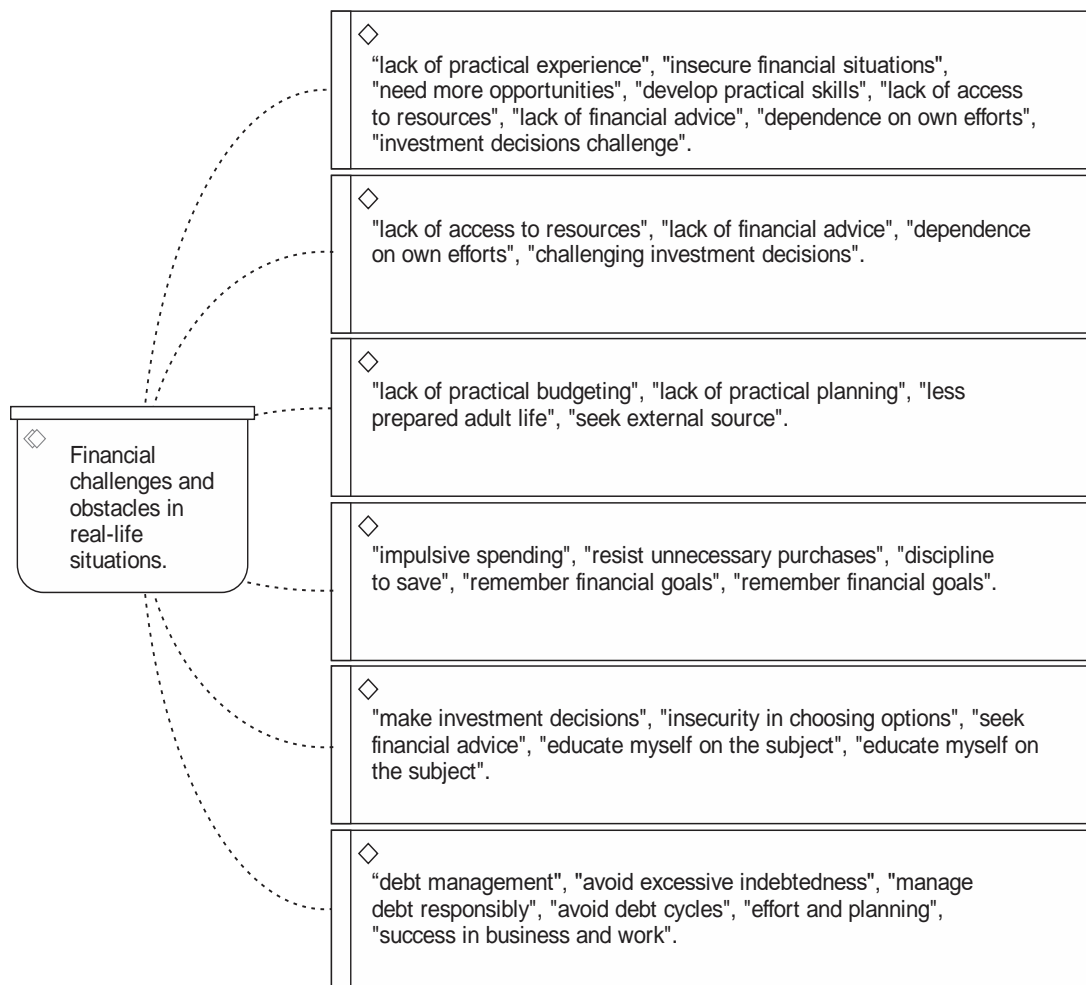 “lack of practical experience", "insecure financial situations",
"need more opportunities", "develop practical skills", "lack of access
to resources", "lack of financial advice", "dependence on own efforts",
"investment decisions challenge".
"lack of access to resources", "lack of financial advice", "dependence
on own efforts", "challenging investment decisions".
"lack of practical budgeting", "lack of practical planning", "less
prepared adult life", "seek external source".
Financial
challenges and
obstacles in
real-life
situations.
"impulsive spending", "resist unnecessary purchases", "discipline
to save", "remember financial goals", "remember financial goals".
"make investment decisions", "insecurity in choosing options", "seek
financial advice", "educate myself on the subject", "educate myself on
the subject".
“debt management", "avoid excessive indebtedness", "manage
debt responsibly", "avoid debt cycles", "effort and planning",
"success in business and work".